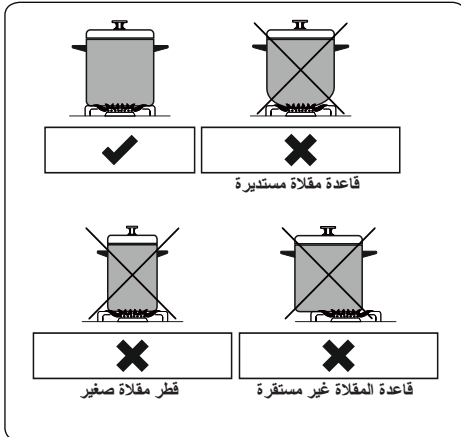 قاعدة مقلاة مستديرة
قاعدة المقلاة غير مستقرة
قطر مقلاة صغير